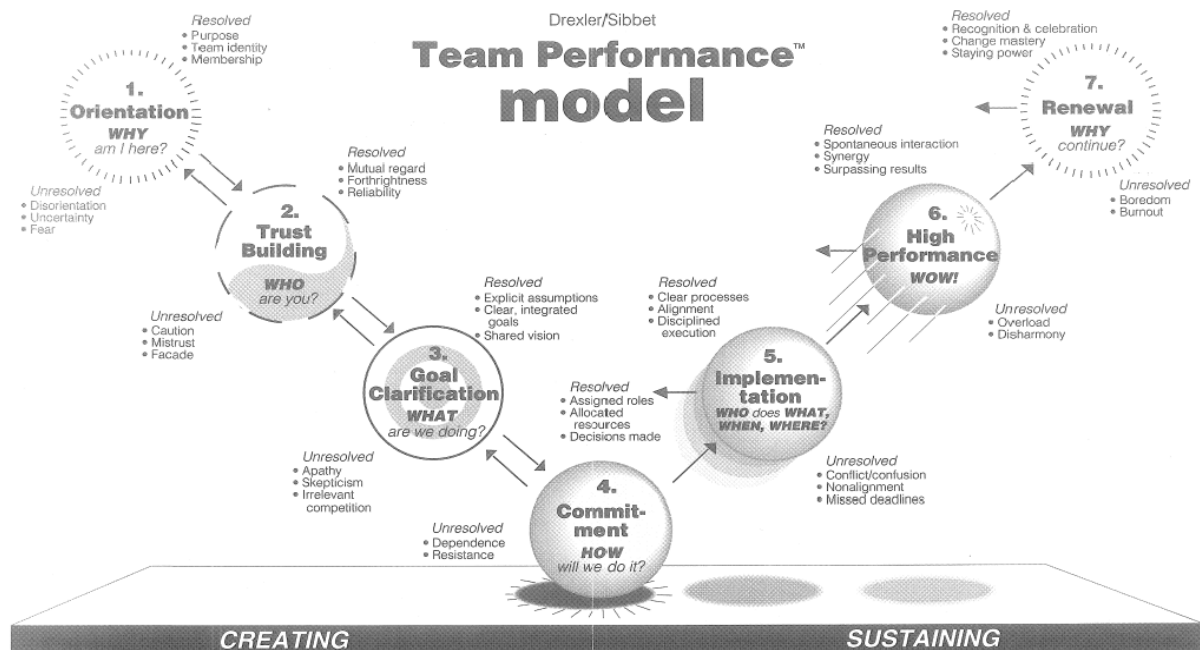 Drexler/Sibbet
Team Performance™
model
Resolved
• Purpose
• Team identity
• Membership
1.
Orientation
WHY
am I here?
Unresolved
• Disorientation
• Uncertainty
• Fear
Resolved
• Mutual regard
• Forthrightness
• Reliability
2.
Trust
Building
WHO
are you?
Unresolved
• Caution
• Mistrust
• Facade
Resolved
• Explicit assumptions
• Clear, integrated
goals
• Shared vision
3.
Goal
Clarification
WHAT
are we doing?
Unresolved
• Apathy
• Skepticism
• Irrelevant
competition
Resolved
• Assigned roles
• Allocated
resources
• Decisions made
4.
Commit-
ment
HOW
will we do it?
Unresolved
• Dependence
• Resistance
Resolved
• Clear processes
• Alignment
• Disciplined
execution
5.
Implemen-
tation
WHO does WHAT,
WHEN, WHERE?
Unresolved
• Conflict/confusion
• Nonalignment
• Missed deadlines
Resolved
• Spontaneous interaction
• Synergy
• Surpassing results
6.
High
Performance
WOW!
Unresolved
• Overload
• Disharmony
Resolved
• Recognition & celebration
• Change mastery
• Staying power
7.
Renewal
WHY
continue?
Unresolved
• Boredom
• Burnout
CREATING
SUSTAINING